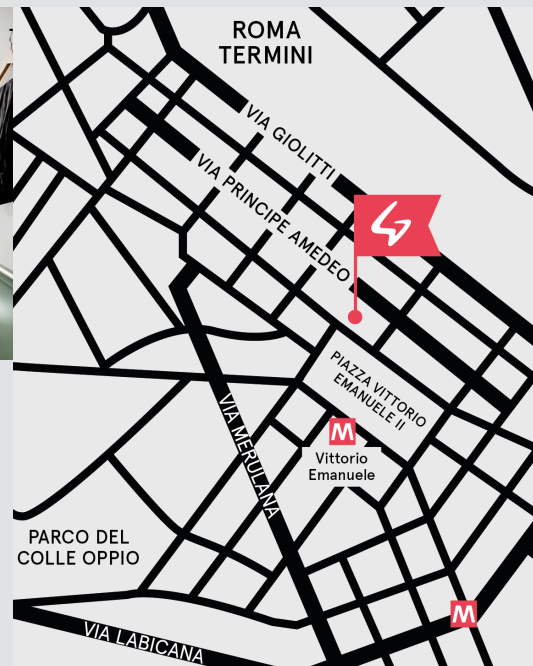 ROMA
TERMINI
VIA GIOLITTI
VIA PRINCIPE AMEDEO
PIAZZA VITTORIO
EMANUELE II
M
Vittorio
Emanuele
VIA MERULANA
PARCO DEL
COLLE OPPIO
M
VIA LABICANA